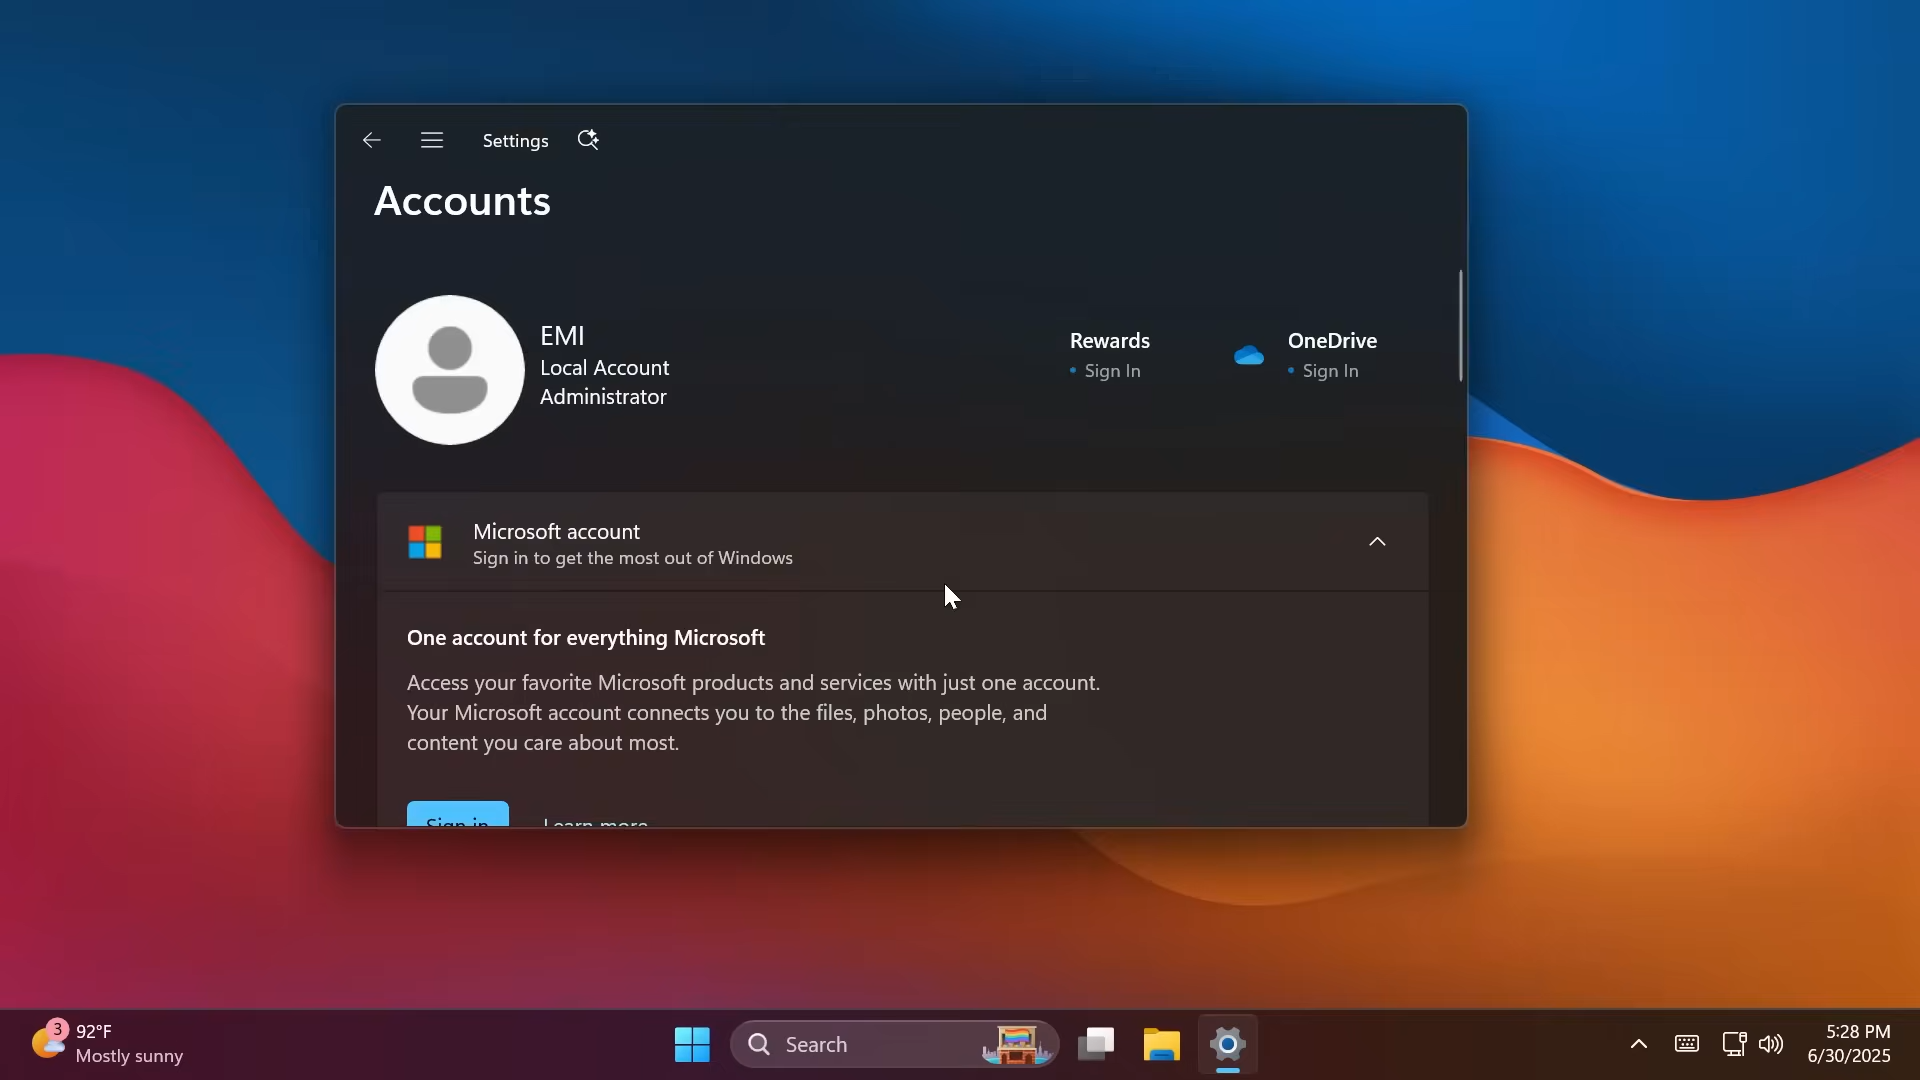 Settings
Accounts
EMI
Local Account
Administrator
Rewards
• Sign In
OneDrive
• Sign In
Microsoft account
Sign in to get the most out of Windows
One account for everything Microsoft
Access your favorite Microsoft products and services with just one account.
Your Microsoft account connects you to the files, photos, people, and
content you care about most.
Sign in
Learn more
3
92°F
Mostly sunny
Search
5:28 PM
6/30/2025